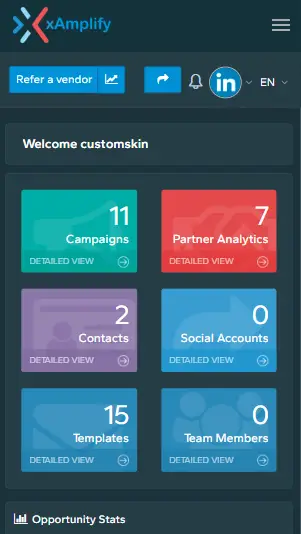 xAmplify
Refer a vendor
in
EN
Welcome customskin
11
Campaigns
DETAILED VIEW
7
Partner Analytics
DETAILED VIEW
2
Contacts
DETAILED VIEW
0
Social Accounts
DETAILED VIEW
15
Templates
DETAILED VIEW
0
Team Members
DETAILED VIEW
Opportunity Stats